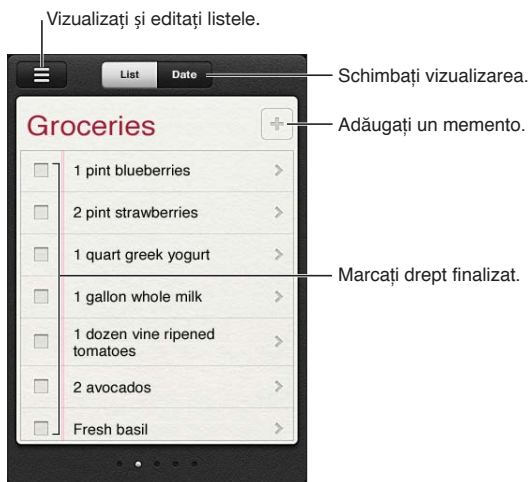 Vizualizați și editați listele.
List Date
Schimbați vizualizarea.
Groceries
Adăugați un memento.
1 pint blueberries
2 pint strawberries
1 quart greek yogurt
Marcați drept finalizat.
1 gallon whole milk
1 dozen vine ripened
tomatoes
2 avocados
Fresh basil